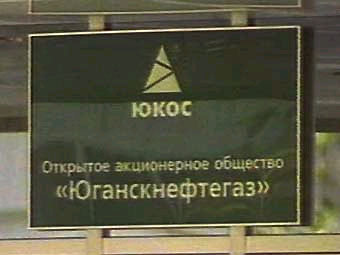 ЮКОС
Открытое акционерное общество
«Юганскнефтегаз»